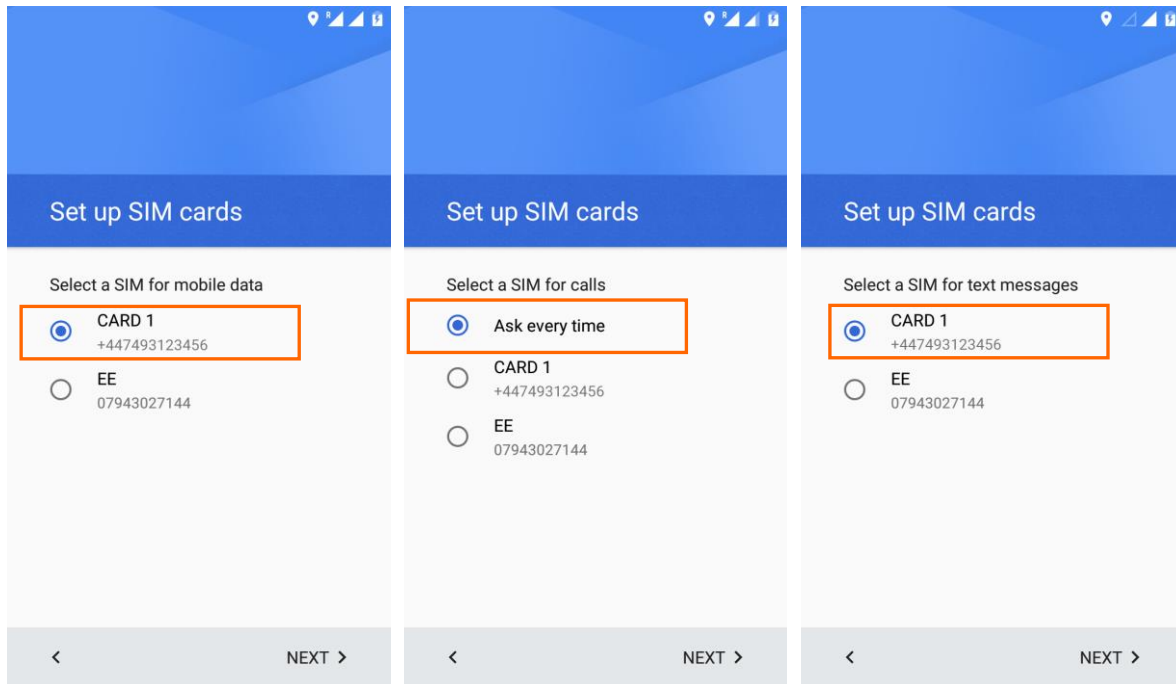 Set up SIM cards
Select a SIM for mobile data
CARD 1
+447493123456
EE
07943027144
NEXT
Set up SIM cards
Select a SIM for calls
Ask every time
CARD 1
+447493123456
EE
07943027144
NEXT
Set up SIM cards
Select a SIM for text messages
CARD 1
+447493123456
EE
07943027144
NEXT